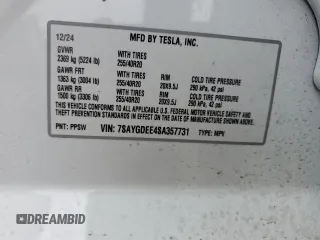 12/24
MFD BY TESLA, INC.
GVWR
2369 kg (5224 lb)
WITH TIRES
255/40R20
GAWR FRT
1363 kg (3004 lb)
WITH TIRES
255/40R20
RIM
20X9.5J
COLD TIRE PRESSURE
290 kPa, 42 psi
GAWR RR
1500 kg (3306 lb)
WITH TIRES
255/40R20
RIM
20X9.5J
COLD TIRE PRESSURE
290 kPa, 42 psi
THIS VEHICLE CONFORMS TO ALL APPLICABLE U.S.
FEDERAL MOTOR VEHICLE SAFETY, BUMPER, AND
THEFT PREVENTION STANDARDS IN EFFECT ON THE
DATE OF MANUFACTURE SHOWN ABOVE.
PNT: PPSW
VIN: 7SAYGDEE4SA357731
TYPE: MPV
DREAMBID